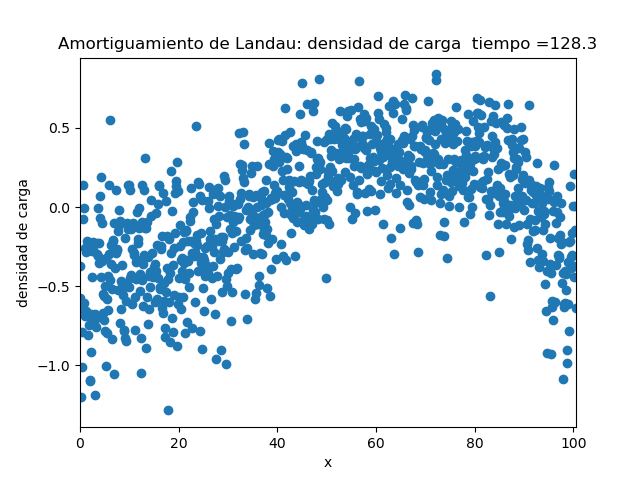 Amortiguamiento de Landau: densidad de carga  tiempo =128.3
densidad de carga
0.5
0.0
−0.5
−1.0
0 20 40 60 80 100
x